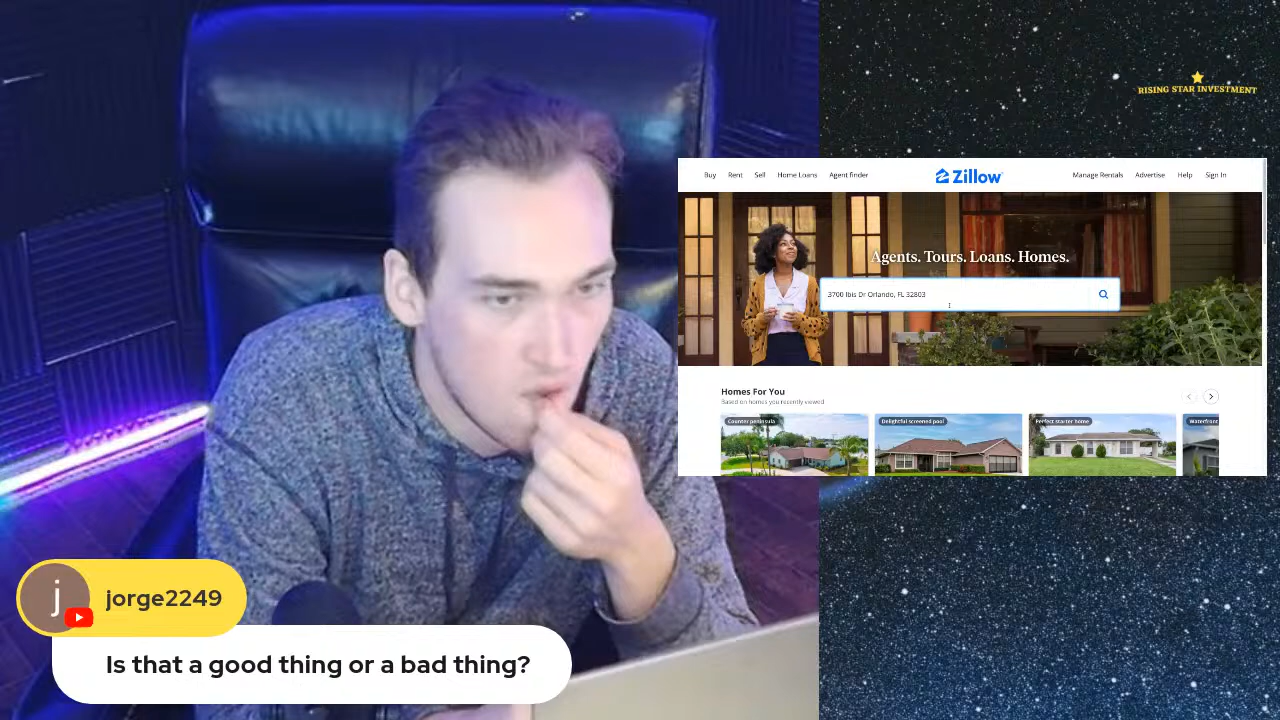 RISING STAR INVESTMENT
Buy Rent Sell Home Loans Agent finder
Zillow
Manage Rentals Advertise Help Sign In
Agents. Tours. Loans. Homes.
3700 Ibis Dr Orlando, FL 32803
Homes For You
Based on homes you recently viewed
Counter peninsula
Delightful screened pool
Perfect starter home
Waterfront
j
jorge2249
Is that a good thing or a bad thing?